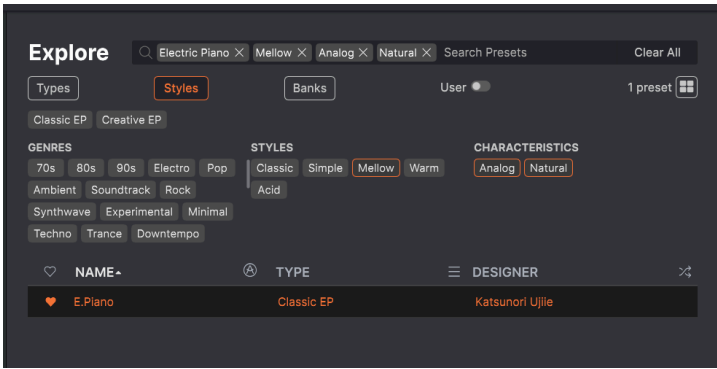 Explore Electric Piano × Mellow × Analog × Natural × Search Presets Clear All
Types Styles Banks User 1 preset
Classic EP Creative EP
GENRES STYLES CHARACTERISTICS
70s 80s 90s Electro Pop Classic Simple Mellow Warm Analog Natural
Ambient Soundtrack Rock Acid
Synthwave Experimental Minimal
Techno Trance Downtempo
NAME TYPE DESIGNER
E.Piano Classic EP Katsunori Ujiie